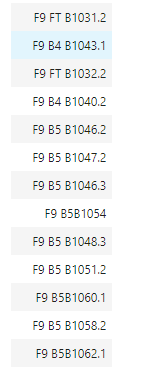 F9 FT B1031.2
F9 B4 B1043.1
F9 FT B1032.2
F9 B4 B1040.2
F9 B5 B1046.2
F9 B5 B1047.2
F9 B5 B1046.3
F9 B5B1054
F9 B5 B1048.3
F9 B5 B1051.2
F9 B5B1060.1
F9 B5 B1058.2
F9 B5B1062.1